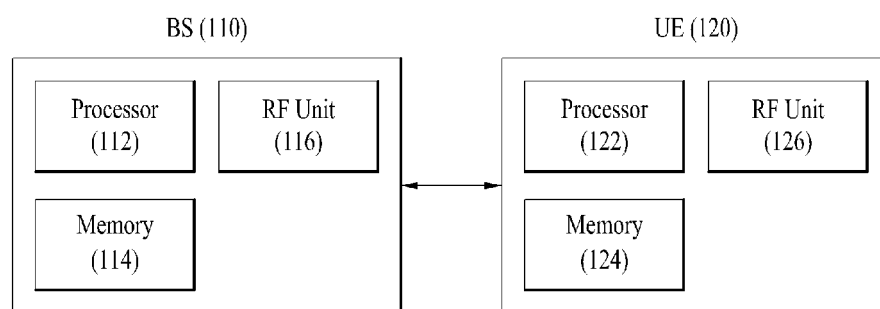 BS (110)
UE (120)
Processor
(112)
RF Unit
(116)
Processor
(122)
RF Unit
(126)
Memory
(114)
Memory
(124)